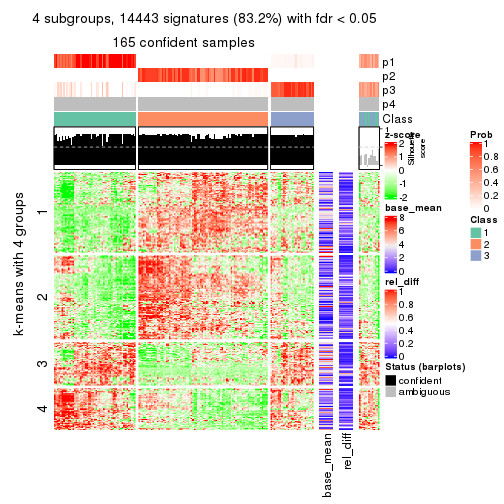 4 subgroups, 14443 signatures (83.2%) with fdr < 0.05
165 confident samples
p1
p2
p3
p4
Class
1
Silhouette
score
z-score
2
1
0
-1
-2
base_mean
8
6
4
2
0
rel_diff
1
0.8
0.6
0.4
0.2
0
Status (barplots)
confident
ambiguous
Prob
1
0.8
0.6
0.4
0.2
0
Class
1
2
3
k-means with 4 groups
1
2
3
4
base_mean
rel_diff